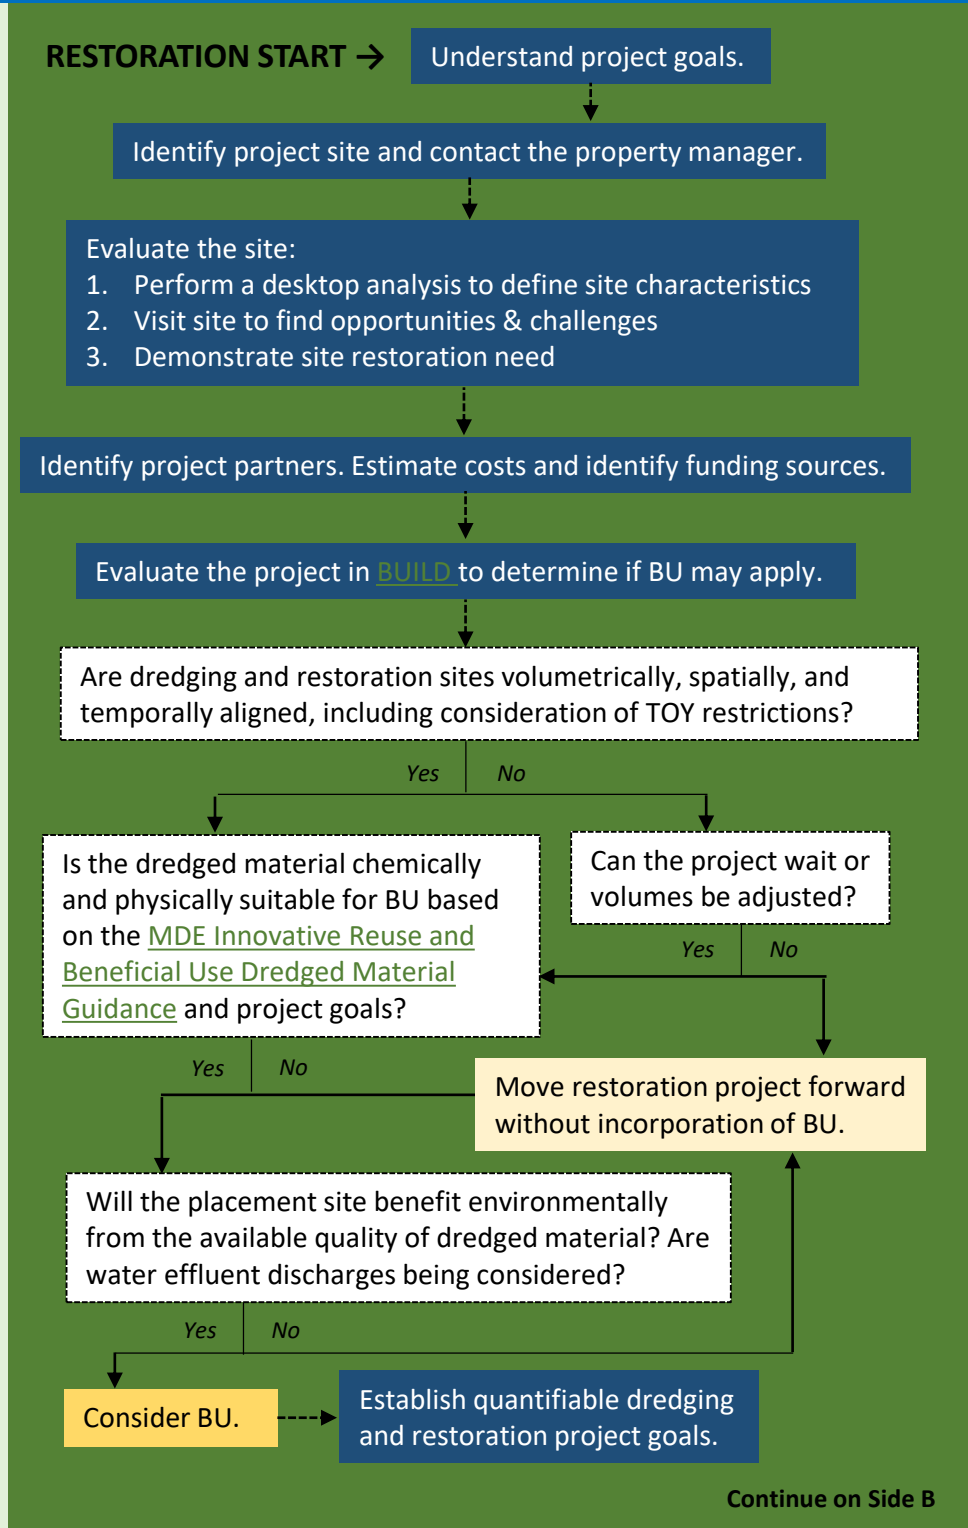 RESTORATION START →
Understand project goals.
Identify project site and contact the property manager.
Evaluate the site:
1. Perform a desktop analysis to define site characteristics
2. Visit site to find opportunities & challenges
3. Demonstrate site restoration need
Identify project partners. Estimate costs and identify funding sources.
Evaluate the project in BUILD to determine if BU may apply.
Are dredging and restoration sites volumetrically, spatially, and
temporally aligned, including consideration of TOY restrictions?
Yes No
Is the dredged material chemically
and physically suitable for BU based
on the MDE Innovative Reuse and
Beneficial Use Dredged Material
Guidance and project goals?
Can the project wait or
volumes be adjusted?
Yes No
Yes No
Move restoration project forward
without incorporation of BU.
Will the placement site benefit environmentally
from the available quality of dredged material? Are
water effluent discharges being considered?
Yes No
Consider BU.
Establish quantifiable dredging
and restoration project goals.
Continue on Side B